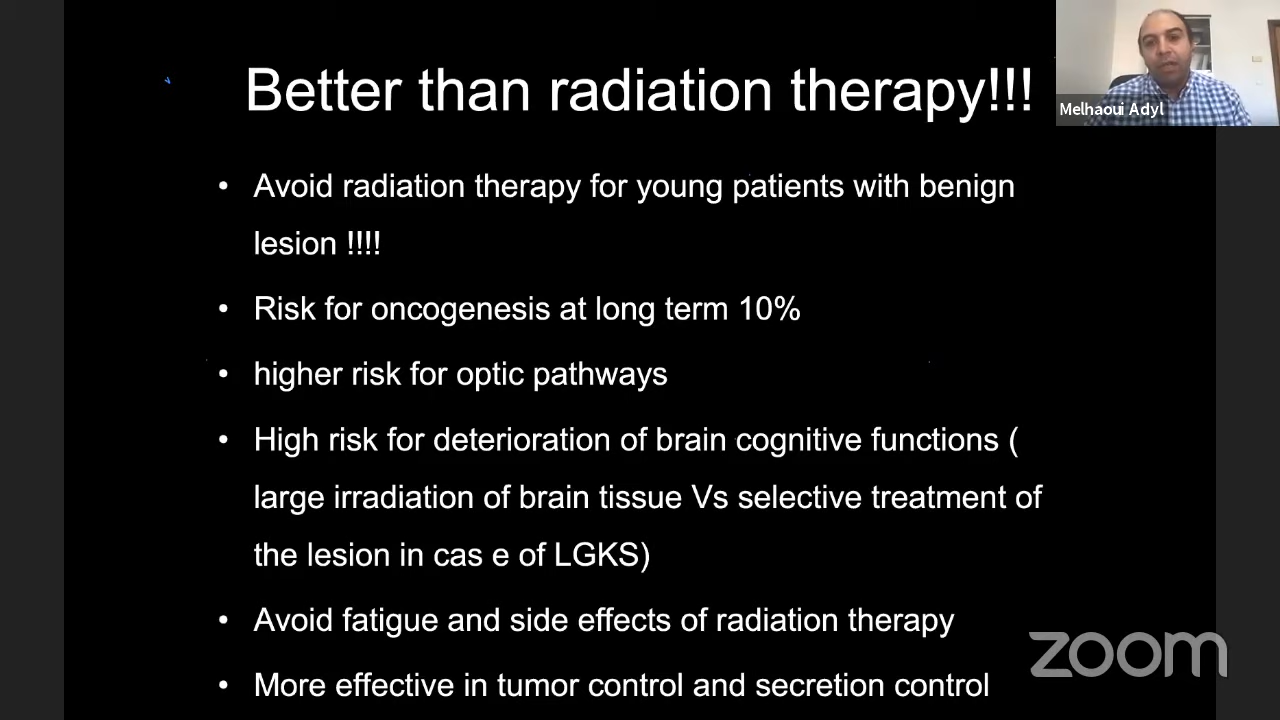 Better than radiation therapy!!!
Melhaoui Adyl
• Avoid radiation therapy for young patients with benign
lesion !!!!
• Risk for oncogenesis at long term 10%
• higher risk for optic pathways
• High risk for deterioration of brain cognitive functions (
large irradiation of brain tissue Vs selective treatment of
the lesion in cas e of LGKS)
• Avoid fatigue and side effects of radiation therapy
• More effective in tumor control and secretion control
zoom